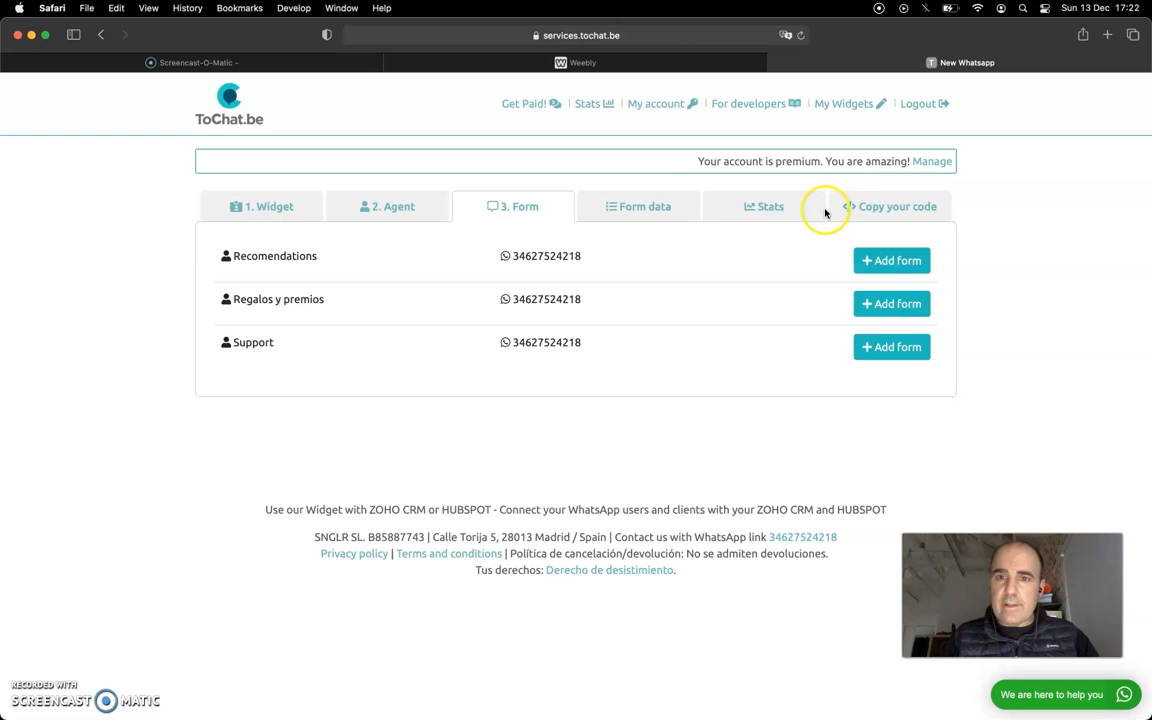 Safari File Edit View History Bookmarks Develop Window Help Sun 13 Dec 17:22
services.tochat.be
Screencast-O-Matic - Weebly New Whatsapp
ToChat.be
Get Paid! Stats My account For developers My Widgets Logout
Your account is premium. You are amazing! Manage
1. Widget 2. Agent 3. Form Form data Stats Copy your code
Recomendations 34627524218 + Add form
Regalos y premios 34627524218 + Add form
Support 34627524218 + Add form
Use our Widget with ZOHO CRM or HUBSPOT - Connect your WhatsApp users and clients with your ZOHO CRM and HUBSPOT
SNGLR SL. B85887743 | Calle Torija 5, 28013 Madrid / Spain | Contact us with WhatsApp link 34627524218
Privacy policy | Terms and conditions | Política de cancelación/devolución: No se admiten devoluciones.
Tus derechos: Derecho de desistimiento.
RECORDED WITH
SCREENCAST MATIC
We are here to help you